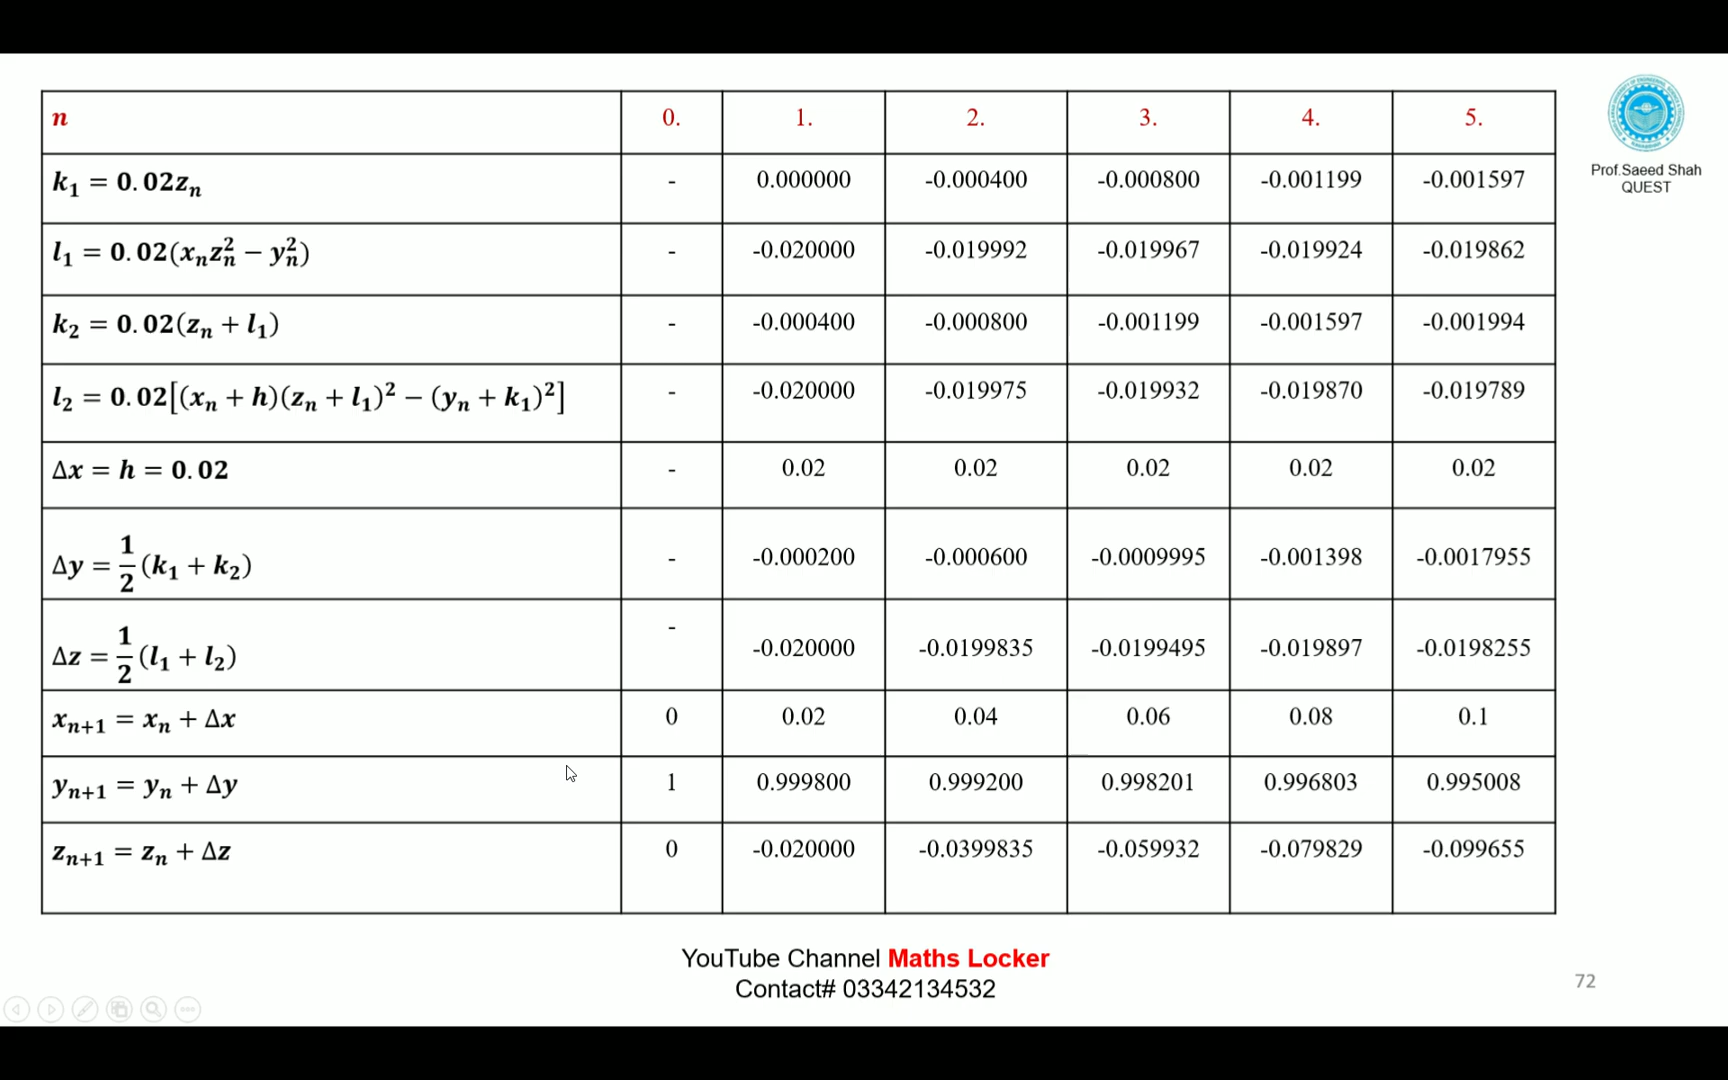 n 0. 1. 2. 3. 4. 5.
k₁ = 0.02zₙ - 0.000000 -0.000400 -0.000800 -0.001199 -0.001597
l₁ = 0.02(xₙzₙ² − yₙ²) - -0.020000 -0.019992 -0.019967 -0.019924 -0.019862
k₂ = 0.02(zₙ + l₁) - -0.000400 -0.000800 -0.001199 -0.001597 -0.001994
l₂ = 0.02[(xₙ + h)(zₙ + l₁)² − (yₙ + k₁)²] - -0.020000 -0.019975 -0.019932 -0.019870 -0.019789
Δx = h = 0.02 - 0.02 0.02 0.02 0.02 0.02
Δy = 1/2 (k₁ + k₂) - -0.000200 -0.000600 -0.0009995 -0.001398 -0.0017955
Δz = 1/2 (l₁ + l₂) - -0.020000 -0.0199835 -0.0199495 -0.019897 -0.0198255
xₙ₊₁ = xₙ + Δx 0 0.02 0.04 0.06 0.08 0.1
yₙ₊₁ = yₙ + Δy 1 0.999800 0.999200 0.998201 0.996803 0.995008
zₙ₊₁ = zₙ + Δz 0 -0.020000 -0.0399835 -0.059932 -0.079829 -0.099655
Prof.Saeed Shah
QUEST
YouTube Channel Maths Locker
Contact# 03342134532
72